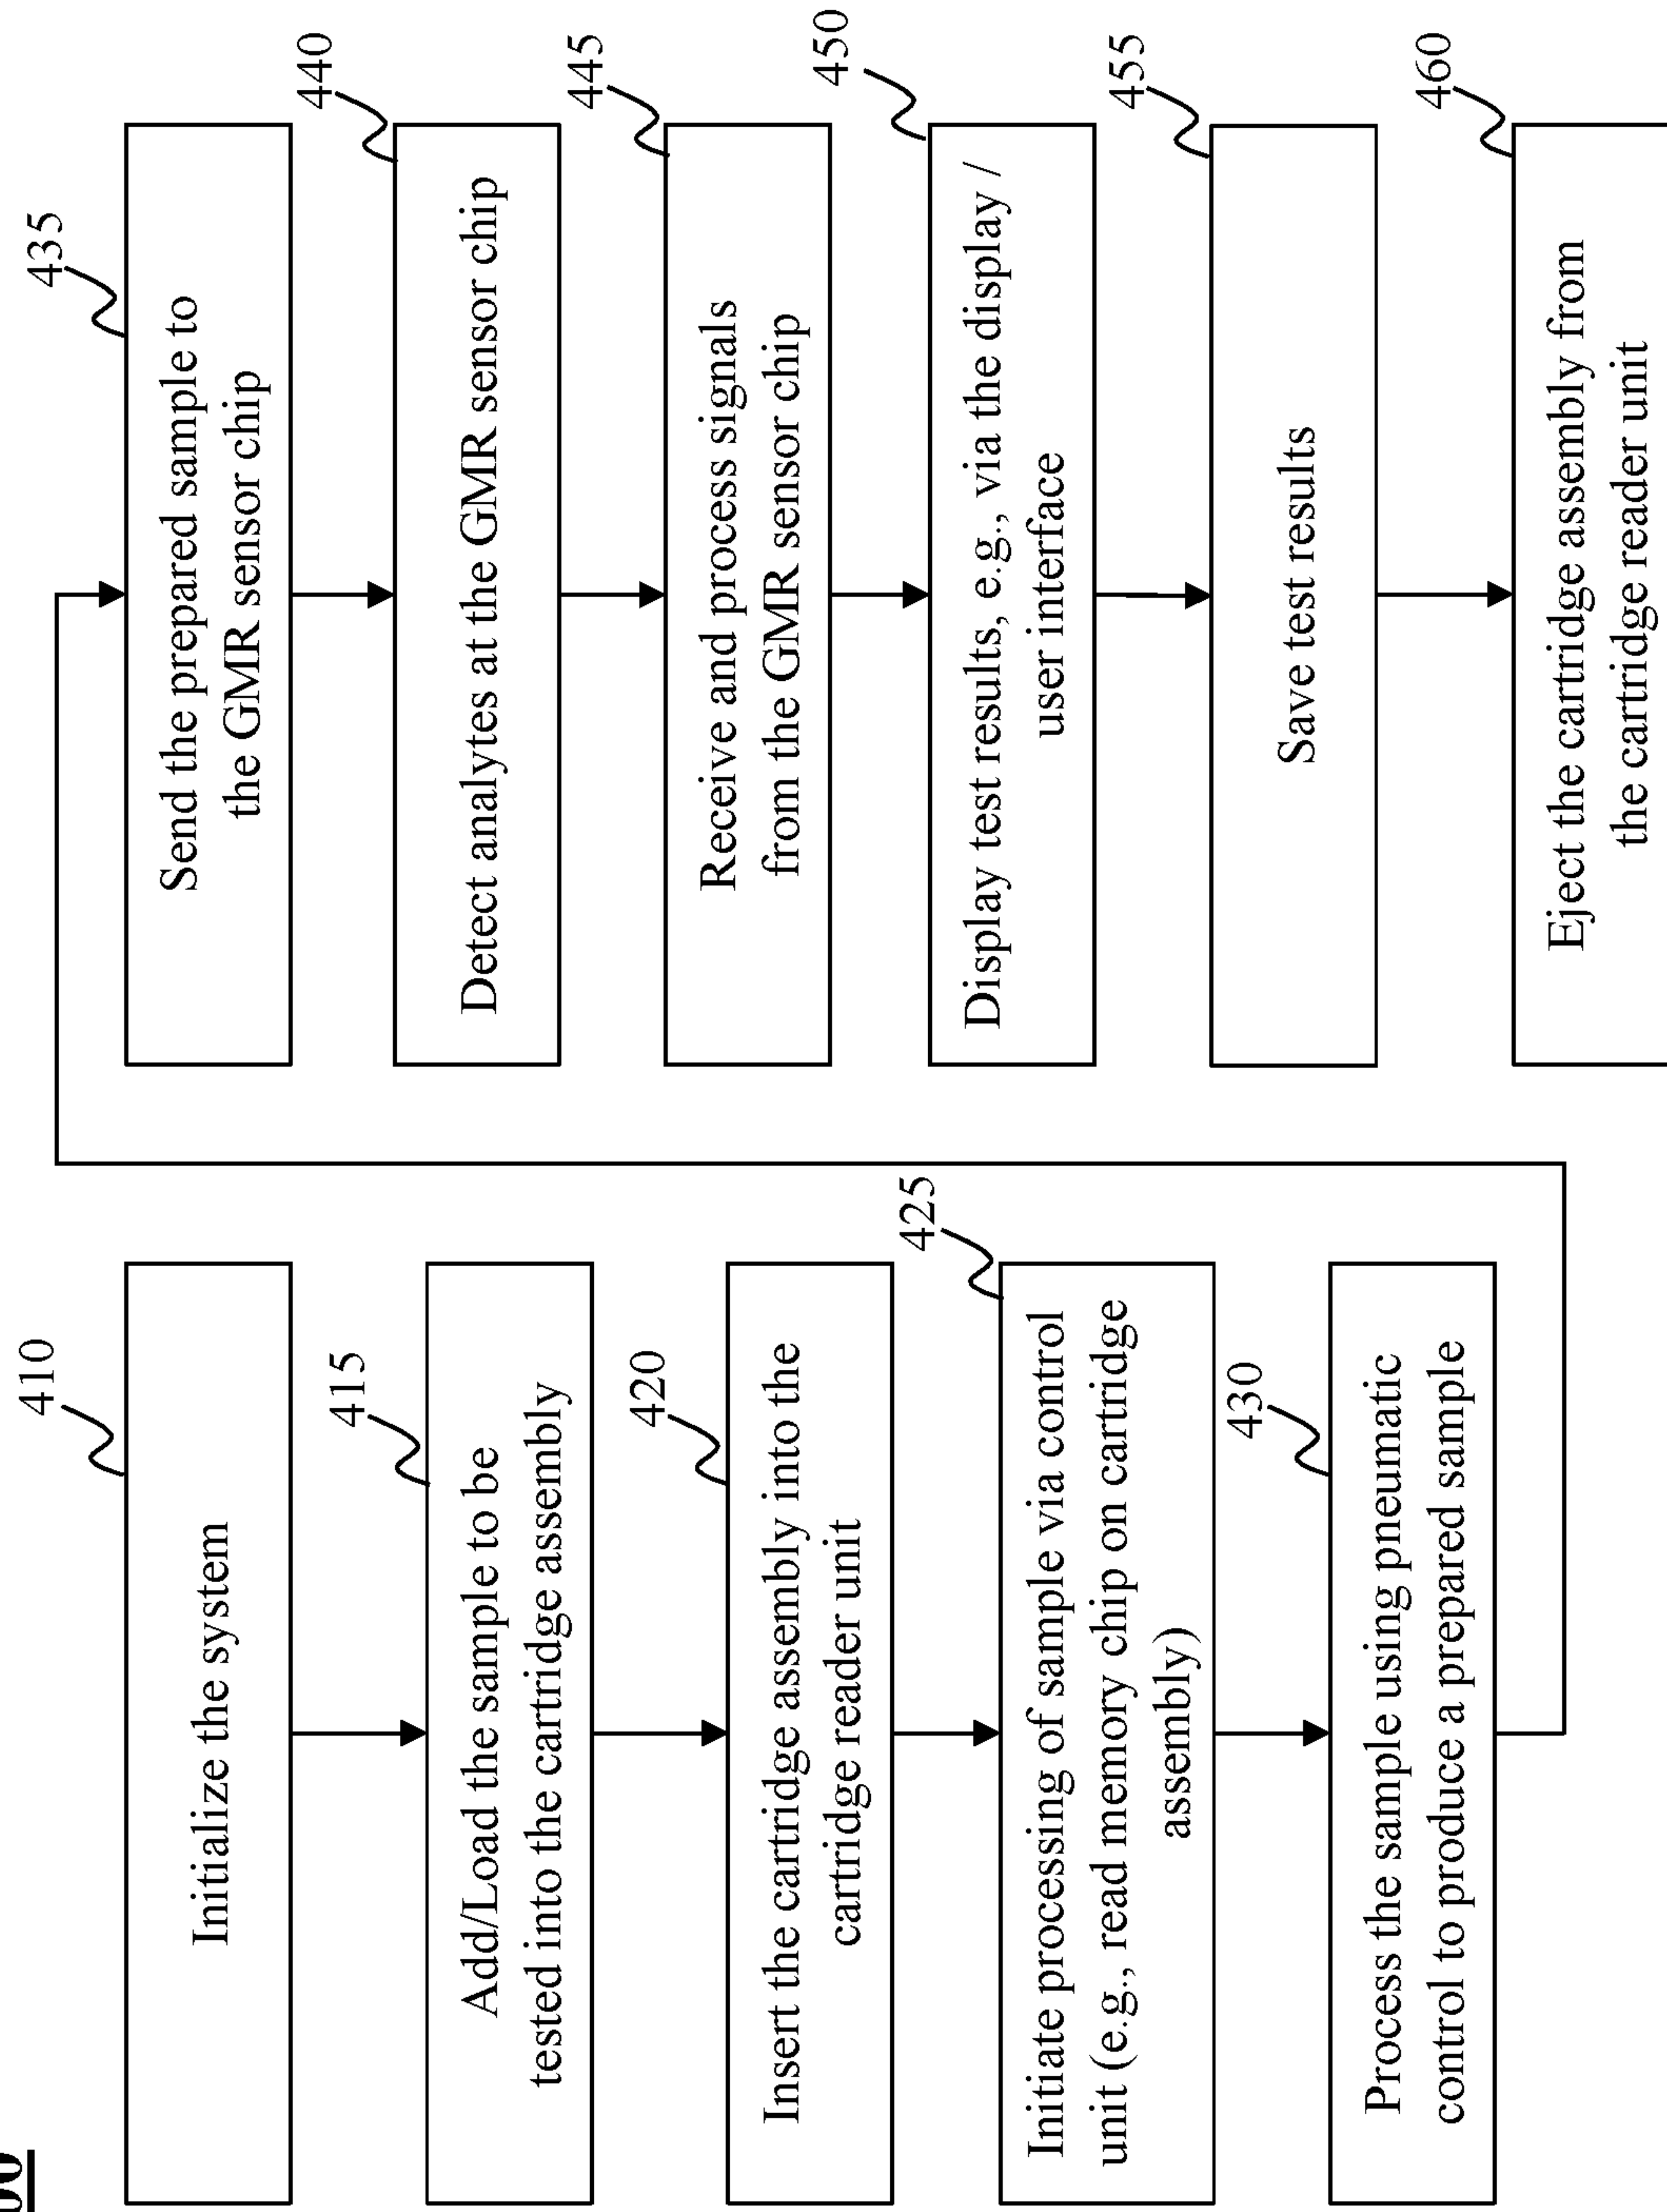 410
Initialize the system
415
Add/Load the sample to be
tested into the cartridge assembly
420
Insert the cartridge assembly into the
cartridge reader unit
425
Initiate processing of sample via control
unit (e.g., read memory chip on cartridge
assembly)
430
Process the sample using pneumatic
control to produce a prepared sample
435
Send the prepared sample to
the GMR sensor chip
440
Detect analytes at the GMR sensor chip
445
Receive and process signals
from the GMR sensor chip
450
Display test results, e.g., via the display /
user interface
455
Save test results
460
Eject the cartridge assembly from
the cartridge reader unit